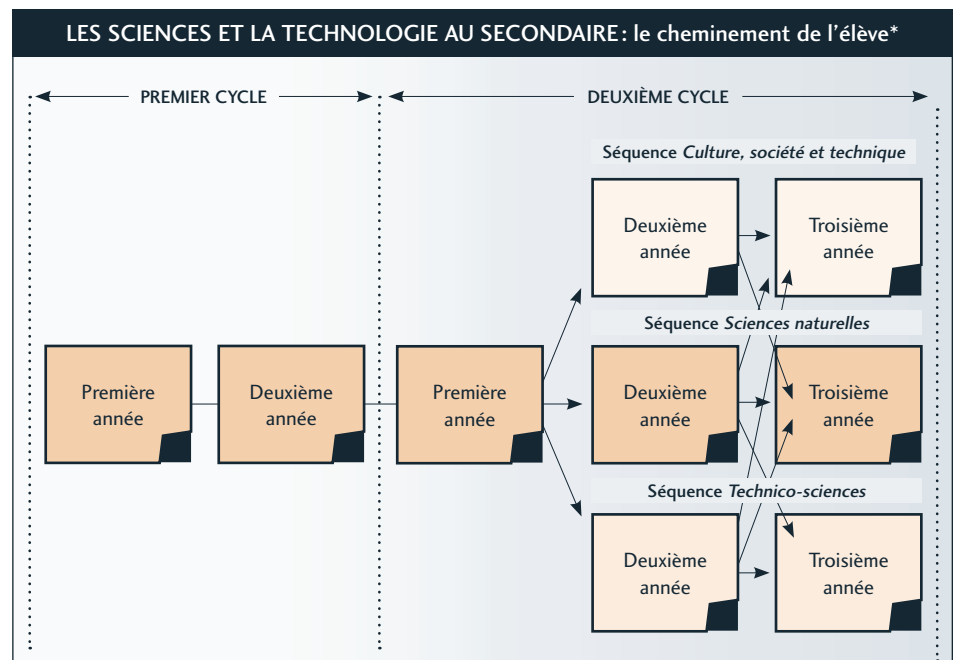 LES SCIENCES ET LA TECHNOLOGIE AU SECONDAIRE : le cheminement de l'élève*
PREMIER CYCLE
DEUXIÈME CYCLE
Séquence Culture, société et technique
Deuxième
année
Troisième
année
Séquence Sciences naturelles
Première
année
Deuxième
année
Première
année
Deuxième
année
Troisième
année
Séquence Technico-sciences
Deuxième
année
Troisième
année